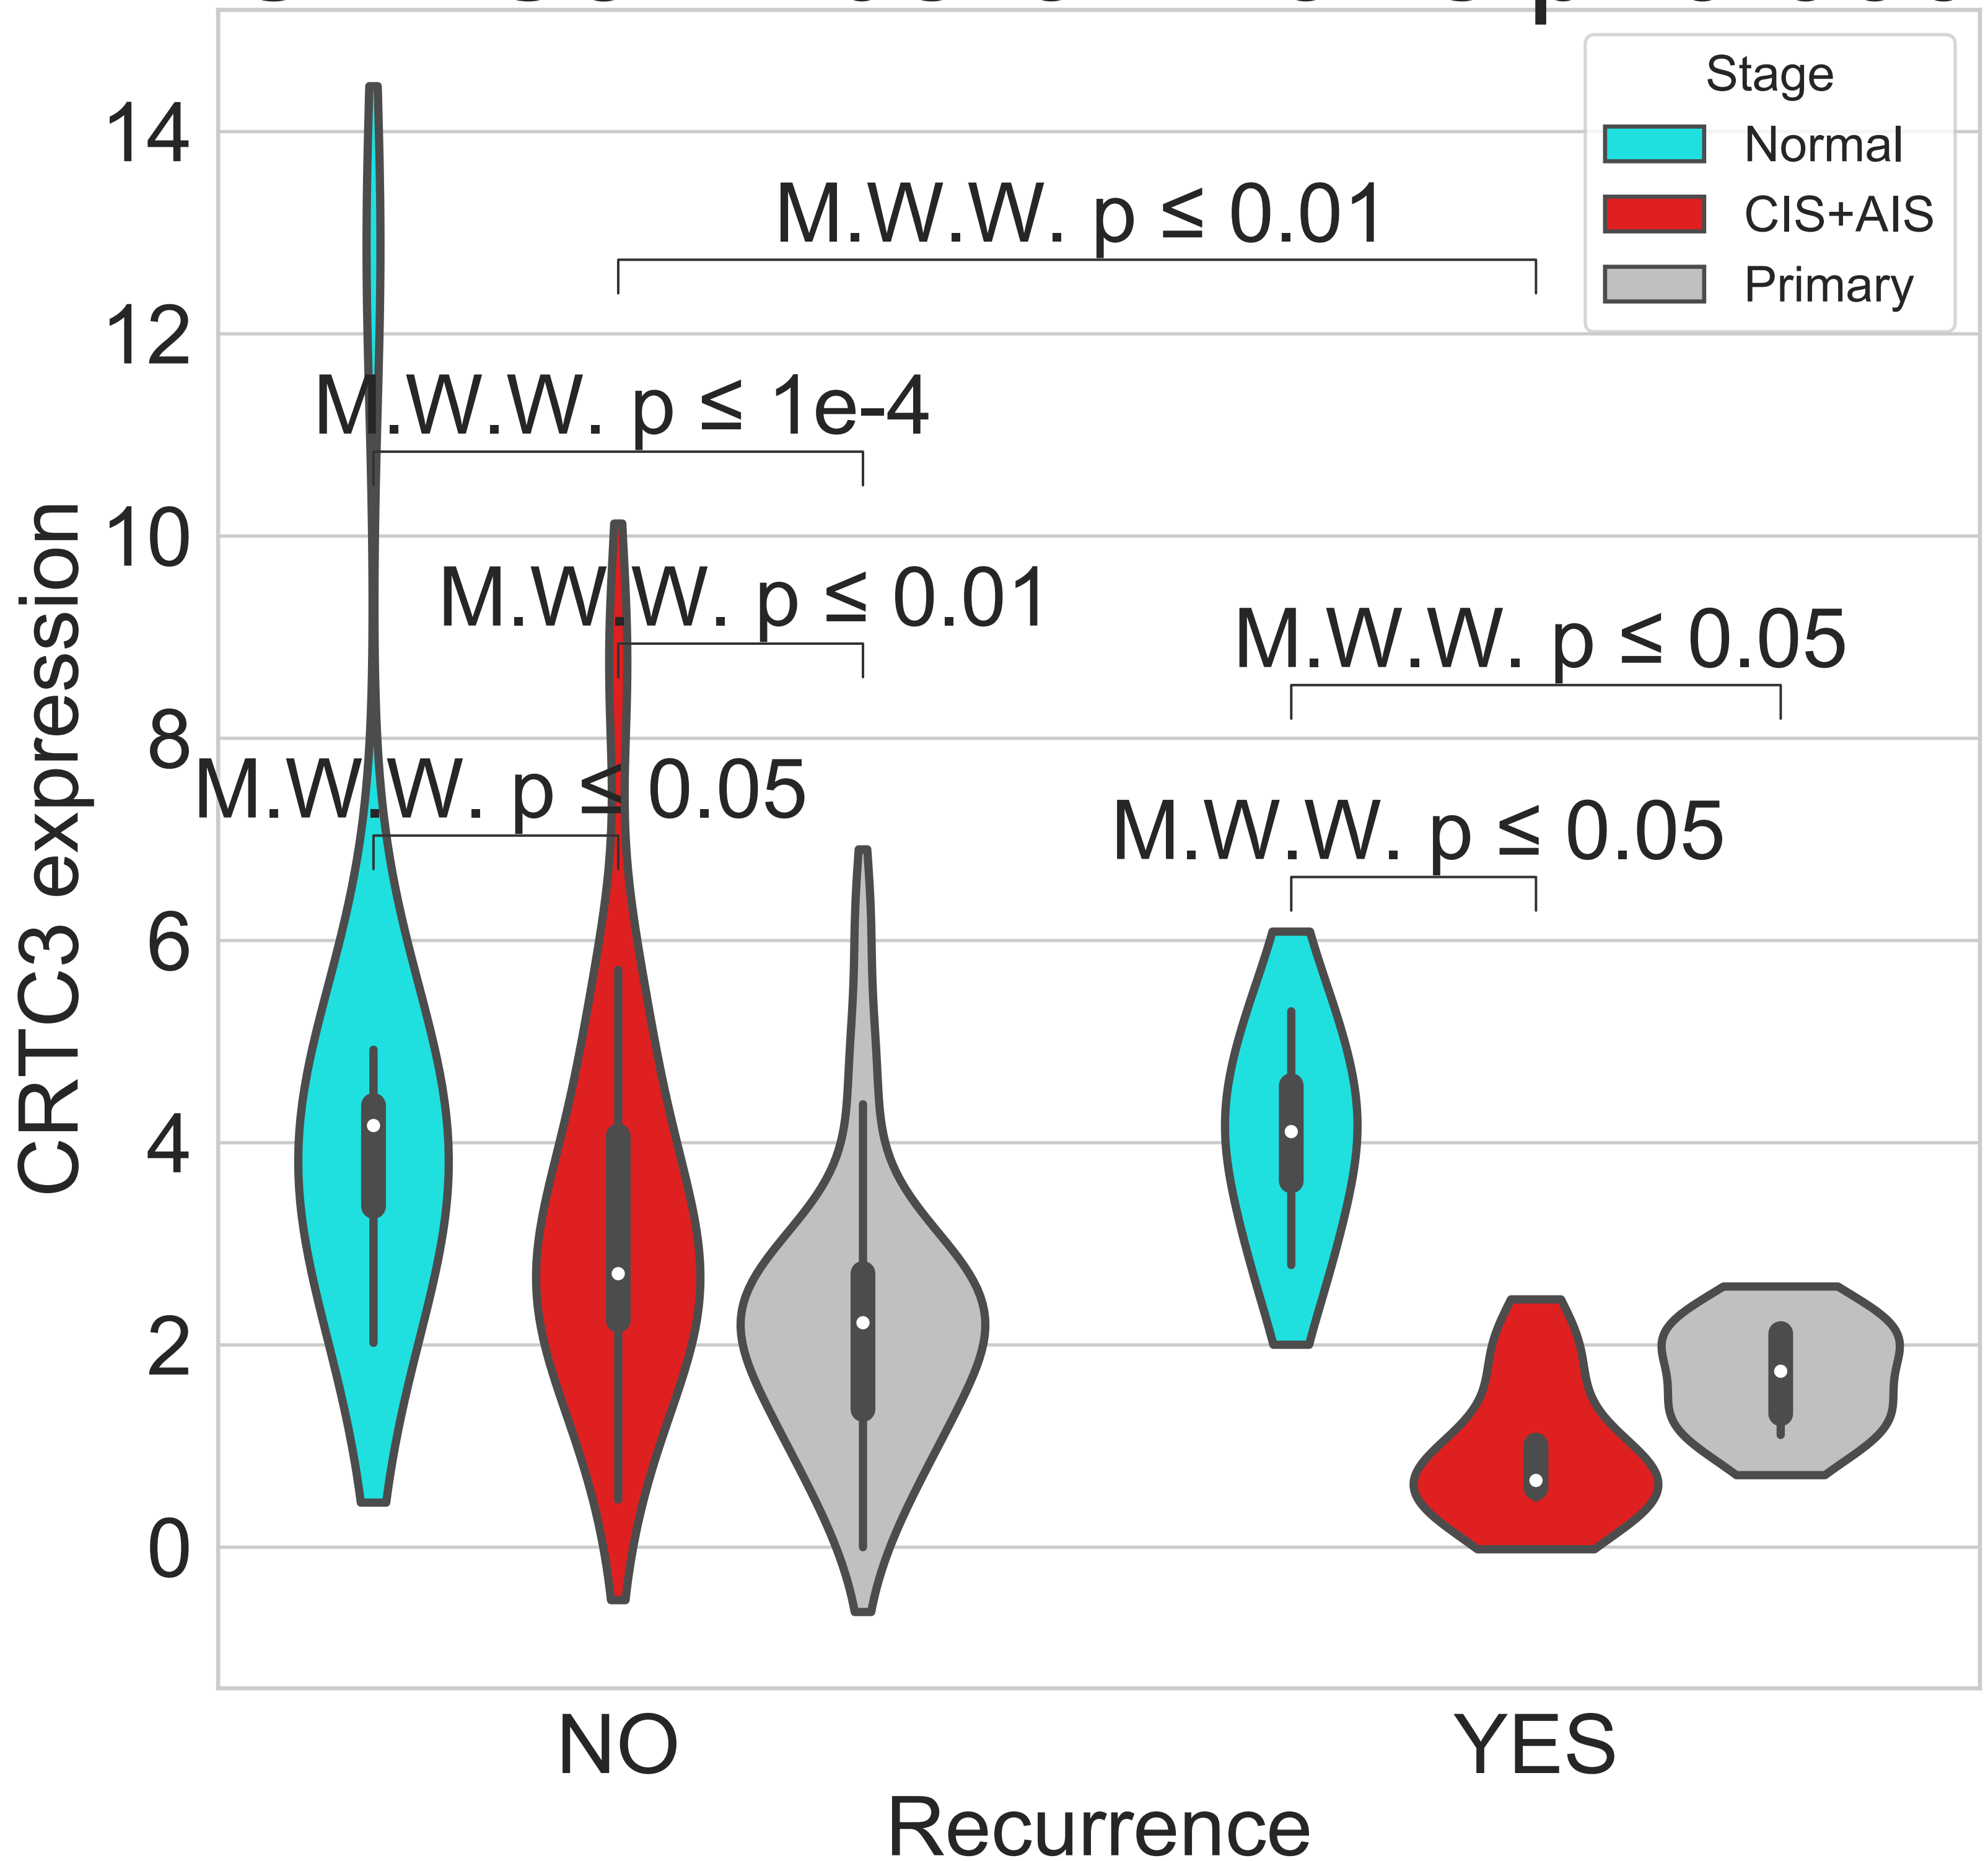 Stage
Normal
CIS+AIS
Primary
M.W.W. p ≤ 0.01
M.W.W. p ≤ 1e-4
M.W.W. p ≤ 0.01
M.W.W. p ≤ 0.05
M.W.W. p ≤ 0.05
M.W.W. p ≤ 0.05
14
12
10
8
6
4
2
0
CRTC3 expression
NO
YES
Recurrence